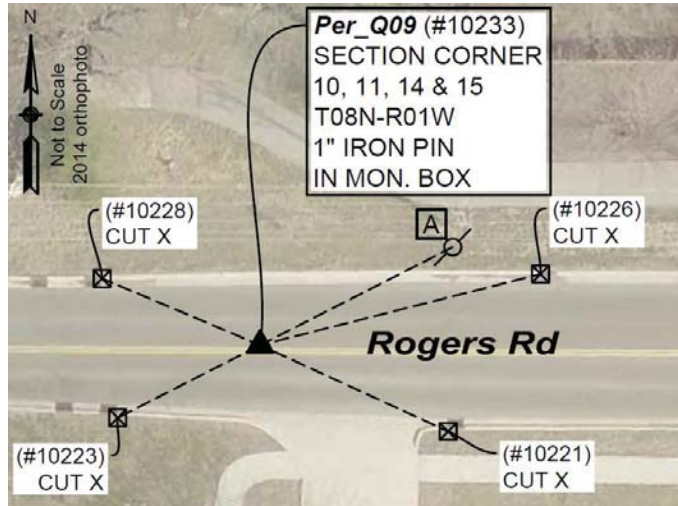 N
Not to Scale
2014 orthophoto
Per_Q09 (#10233)
SECTION CORNER
10, 11, 14 & 15
T08N-R01W
1" IRON PIN
IN MON. BOX
(#10228)
CUT X
A
(#10226)
CUT X
Rogers Rd
(#10223)
CUT X
(#10221)
CUT X